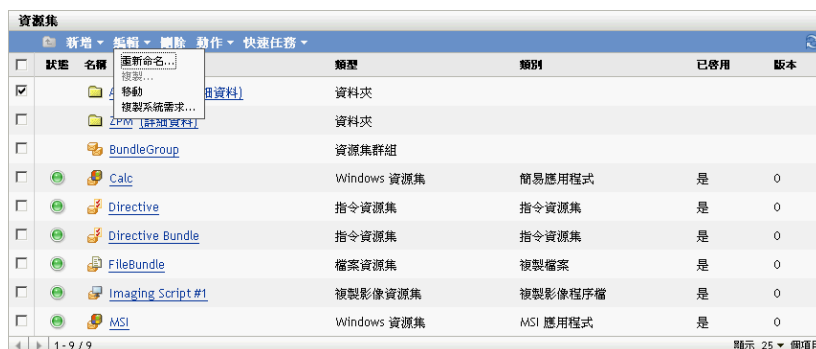 資源集
新增 編輯 刪除 動作 快速任務
狀態 名稱 類型 類別 已啓用 版本
重新命名...
複製...
移動
複製系統需求...
細資料) 資料夾
ZPM (詳細資料) 資料夾
BundleGroup 資源集群組
Calc Windows 資源集 簡易應用程式 是 0
Directive 指令資源集 指令資源集 是 0
Directive Bundle 指令資源集 指令資源集 是 0
FileBundle 檔案資源集 複製檔案 是 0
Imaging Script #1 複製影像資源集 複製影像程序檔 是 0
MSI Windows 資源集 MSI 應用程式 是 0
1 - 9 / 9 顯示 25 個項目